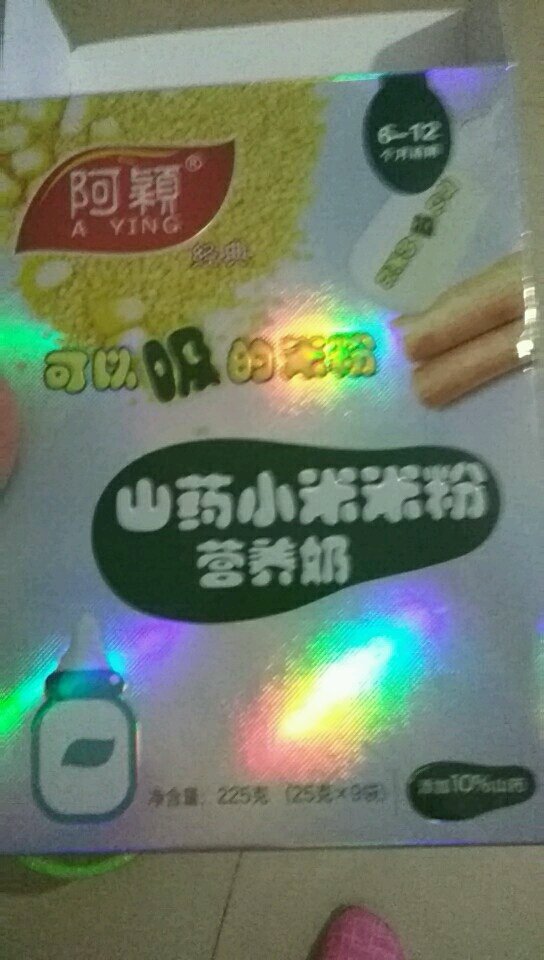 6-12
个月适用
阿颖®
A YING
经典
可以吸的米粉
山药小米米粉
营养奶
净含量：225克（25克×9袋）
添加10%山药